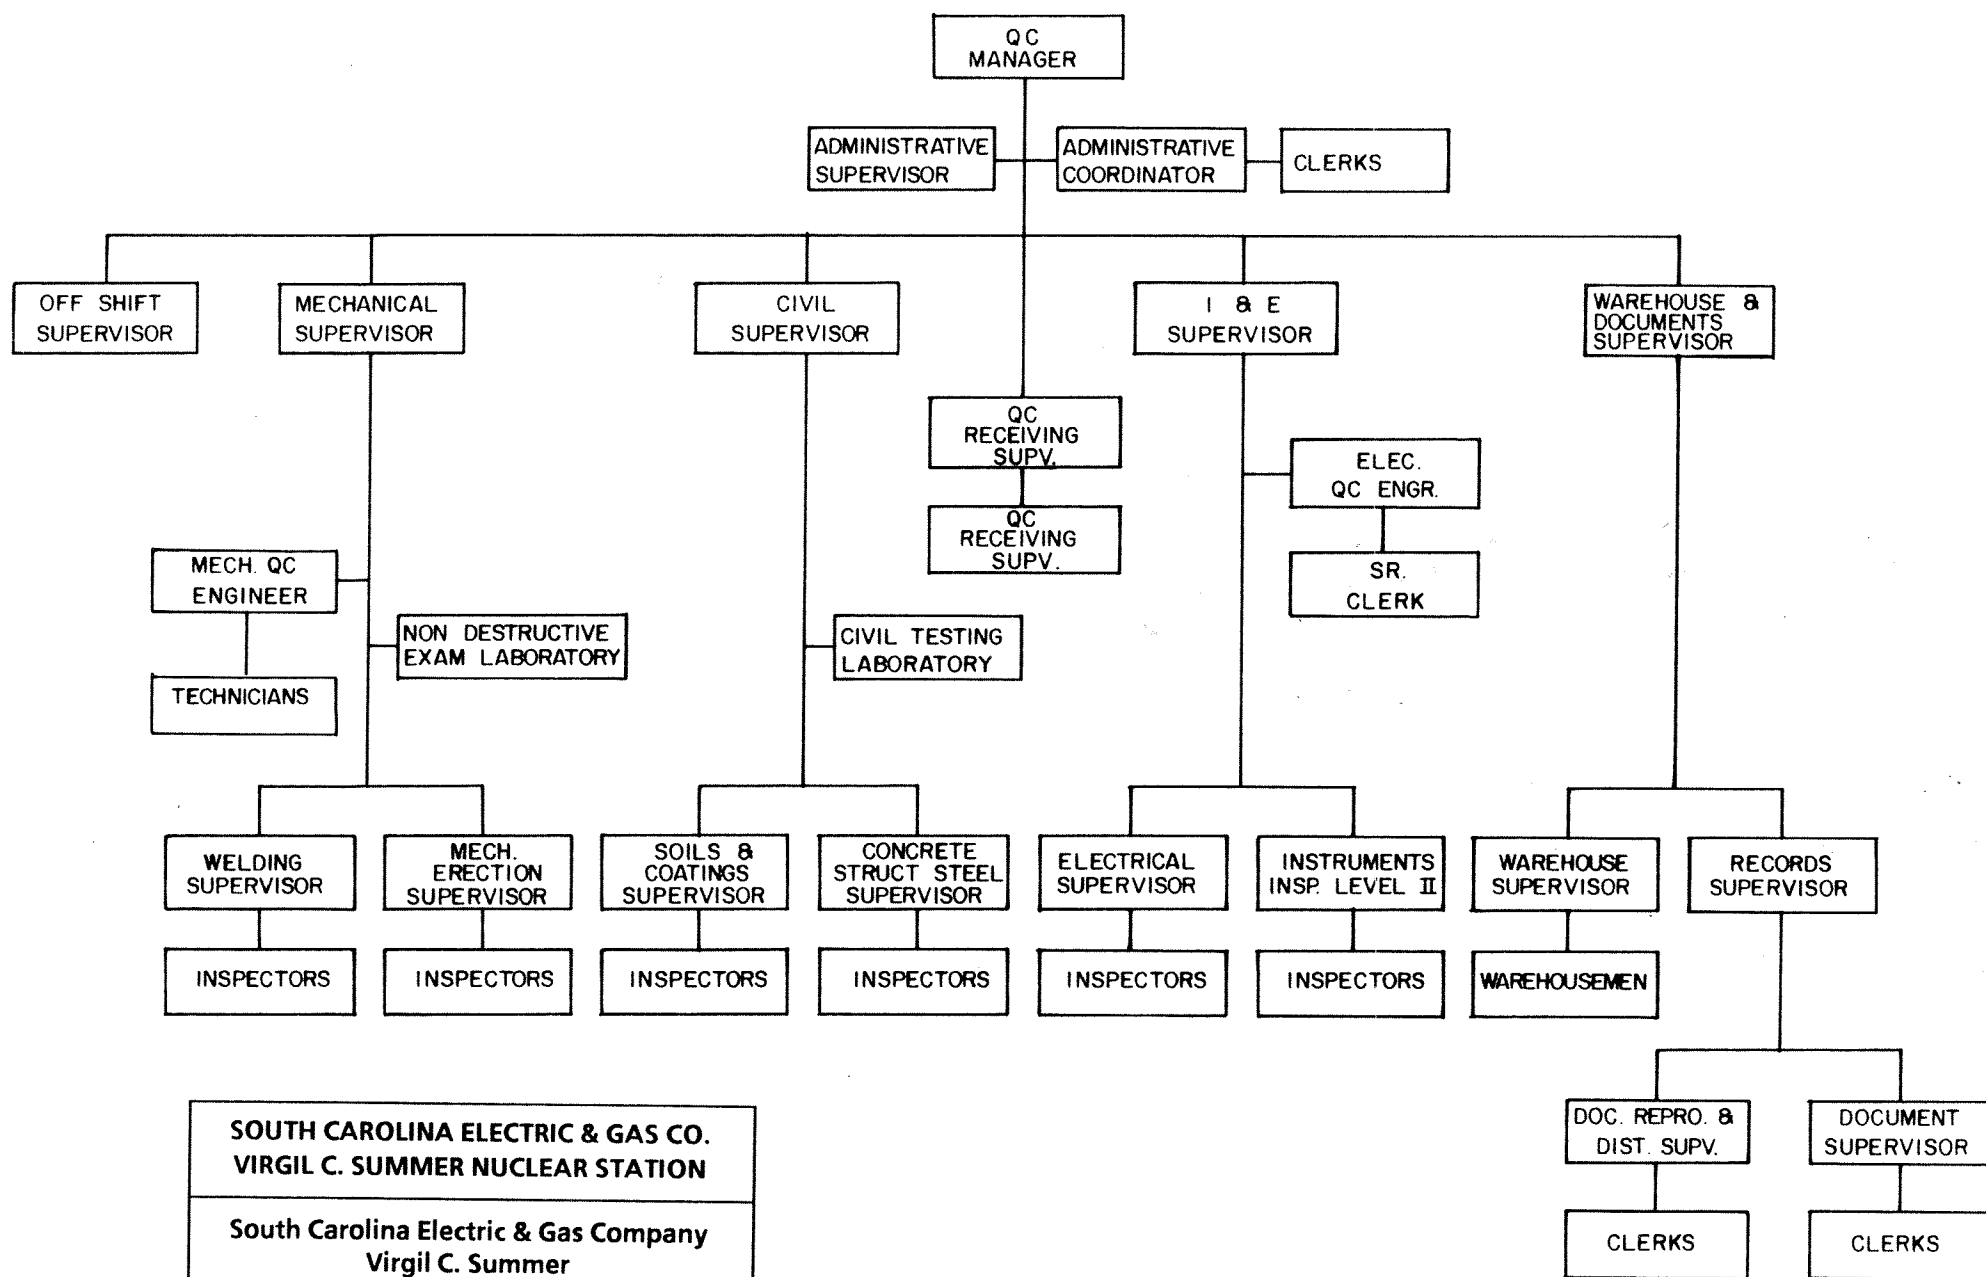 QC
MANAGER
ADMINISTRATIVE
SUPERVISOR
ADMINISTRATIVE
COORDINATOR
CLERKS
OFF SHIFT
SUPERVISOR
MECHANICAL
SUPERVISOR
CIVIL
SUPERVISOR
I & E
SUPERVISOR
WAREHOUSE &
DOCUMENTS
SUPERVISOR
QC
RECEIVING
SUPV.
QC
RECEIVING
SUPV.
ELEC.
QC ENGR.
SR.
CLERK
MECH. QC
ENGINEER
TECHNICIANS
NON DESTRUCTIVE
EXAM LABORATORY
CIVIL TESTING
LABORATORY
WELDING
SUPERVISOR
MECH.
ERECTION
SUPERVISOR
SOILS &
COATINGS
SUPERVISOR
CONCRETE
STRUCT STEEL
SUPERVISOR
ELECTRICAL
SUPERVISOR
INSTRUMENTS
INSP. LEVEL II
WAREHOUSE
SUPERVISOR
RECORDS
SUPERVISOR
INSPECTORS
INSPECTORS
INSPECTORS
INSPECTORS
INSPECTORS
INSPECTORS
WAREHOUSEMEN
DOC. REPRO. &
DIST. SUPV.
DOCUMENT
SUPERVISOR
CLERKS
CLERKS
SOUTH CAROLINA ELECTRIC & GAS CO.
VIRGIL C. SUMMER NUCLEAR STATION
South Carolina Electric & Gas Company
Virgil C. Summer